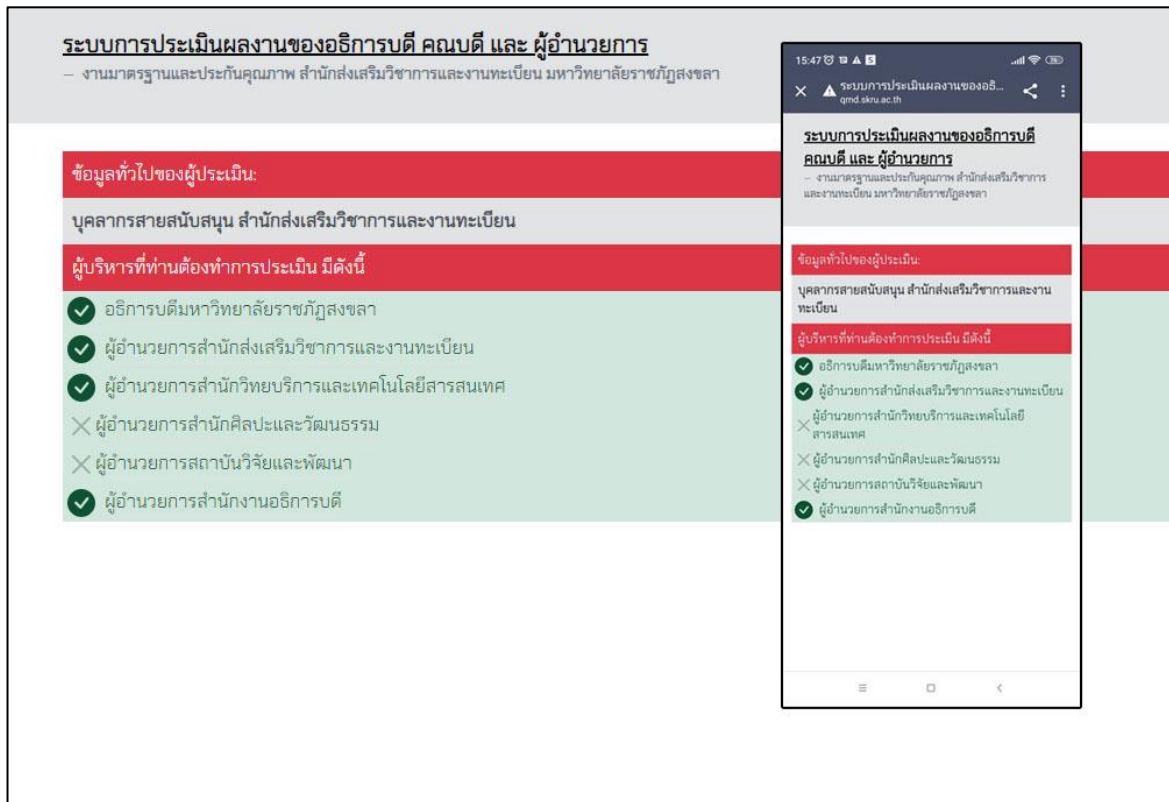 ระบบการประเมินผลงานของอธิการบดี คณบดี และ ผู้อำนวยการ
– งานมาตรฐานและประกันคุณภาพ สำนักส่งเสริมวิชาการและงานทะเบียน มหาวิทยาลัยราชภัฏสงขลา
ข้อมูลทั่วไปของผู้ประเมิน:
บุคลากรสายสนับสนุน สำนักส่งเสริมวิชาการและงานทะเบียน
ผู้บริหารที่ท่านต้องทำการประเมิน มีดังนี้
อธิการบดีมหาวิทยาลัยราชภัฏสงขลา
ผู้อำนวยการสำนักส่งเสริมวิชาการและงานทะเบียน
ผู้อำนวยการสำนักวิทยบริการและเทคโนโลยีสารสนเทศ
ผู้อำนวยการสำนักศิลปะและวัฒนธรรม
ผู้อำนวยการสถาบันวิจัยและพัฒนา
ผู้อำนวยการสำนักงานอธิการบดี
15:47
ระบบการประเมินผลงานของอธิ...
qmd.skru.ac.th
ระบบการประเมินผลงานของอธิการบดี
คณบดี และ ผู้อำนวยการ
– งานมาตรฐานและประกันคุณภาพ สำนักส่งเสริมวิชาการ
และงานทะเบียน มหาวิทยาลัยราชภัฏสงขลา
ข้อมูลทั่วไปของผู้ประเมิน:
บุคลากรสายสนับสนุน สำนักส่งเสริมวิชาการและงาน
ทะเบียน
ผู้บริหารที่ท่านต้องทำการประเมิน มีดังนี้
อธิการบดีมหาวิทยาลัยราชภัฏสงขลา
ผู้อำนวยการสำนักส่งเสริมวิชาการและงานทะเบียน
ผู้อำนวยการสำนักวิทยบริการและเทคโนโลยี
สารสนเทศ
ผู้อำนวยการสำนักศิลปะและวัฒนธรรม
ผู้อำนวยการสถาบันวิจัยและพัฒนา
ผู้อำนวยการสำนักงานอธิการบดี